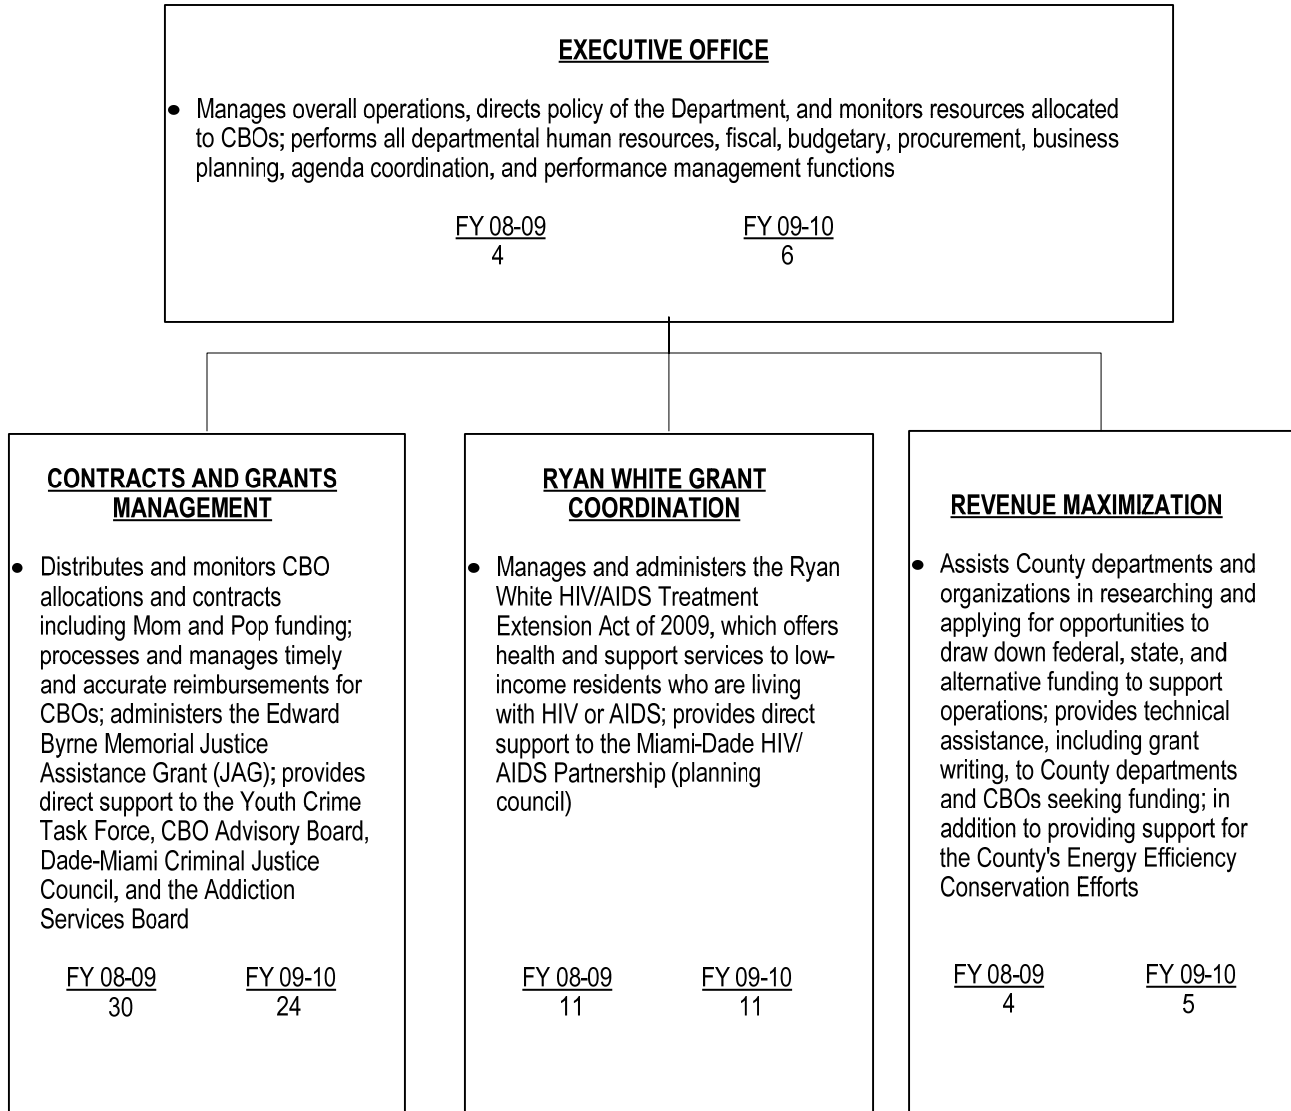 EXECUTIVE OFFICE
• Manages overall operations, directs policy of the Department, and monitors resources allocated
to CBOs; performs all departmental human resources, fiscal, budgetary, procurement, business
planning, agenda coordination, and performance management functions
FY 08-09 FY 09-10
4 6
CONTRACTS AND GRANTS
MANAGEMENT
• Distributes and monitors CBO
allocations and contracts
including Mom and Pop funding;
processes and manages timely
and accurate reimbursements for
CBOs; administers the Edward
Byrne Memorial Justice
Assistance Grant (JAG); provides
direct support to the Youth Crime
Task Force, CBO Advisory Board,
Dade-Miami Criminal Justice
Council, and the Addiction
Services Board
FY 08-09 FY 09-10
30 24
RYAN WHITE GRANT
COORDINATION
• Manages and administers the Ryan
White HIV/AIDS Treatment
Extension Act of 2009, which offers
health and support services to low-
income residents who are living
with HIV or AIDS; provides direct
support to the Miami-Dade HIV/
AIDS Partnership (planning
council)
FY 08-09 FY 09-10
11 11
REVENUE MAXIMIZATION
• Assists County departments and
organizations in researching and
applying for opportunities to
draw down federal, state, and
alternative funding to support
operations; provides technical
assistance, including grant
writing, to County departments
and CBOs seeking funding; in
addition to providing support for
the County's Energy Efficiency
Conservation Efforts
FY 08-09 FY 09-10
4 5